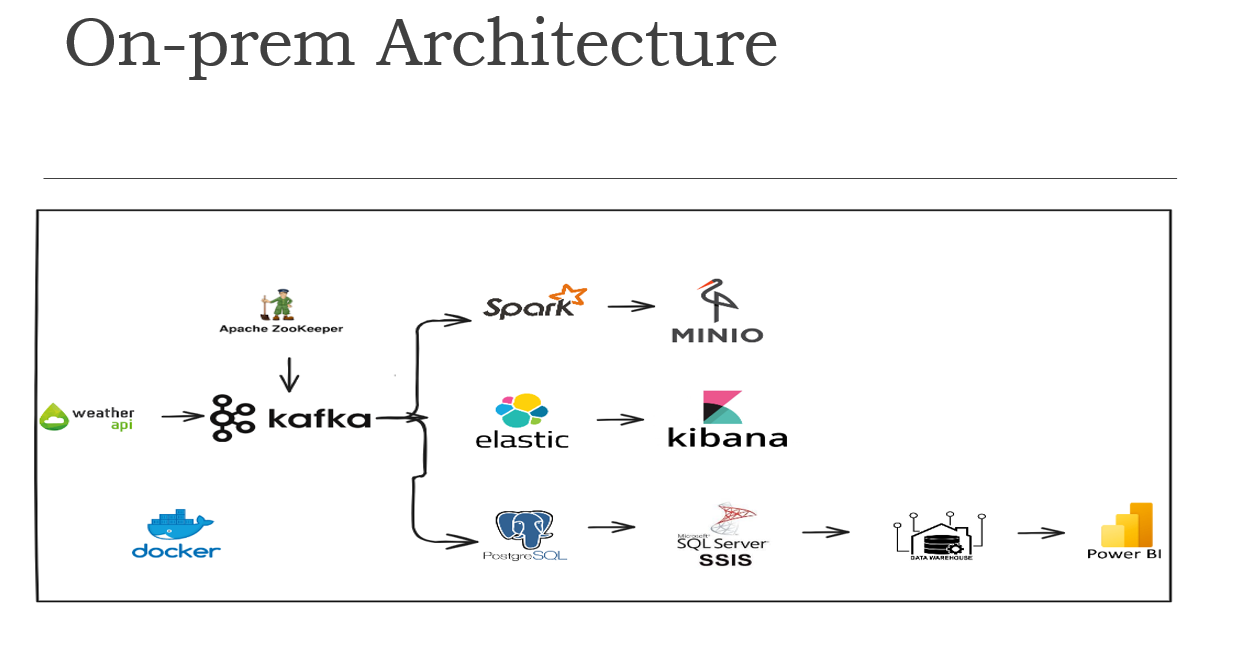 On-prem Architecture
Spark
Apache ZooKeeper
MINIO
weather
api
kafka
elastic
kibana
docker
PostgreSQL
Microsoft
SQL Server
SSIS
DATA WAREHOUSE
Power BI